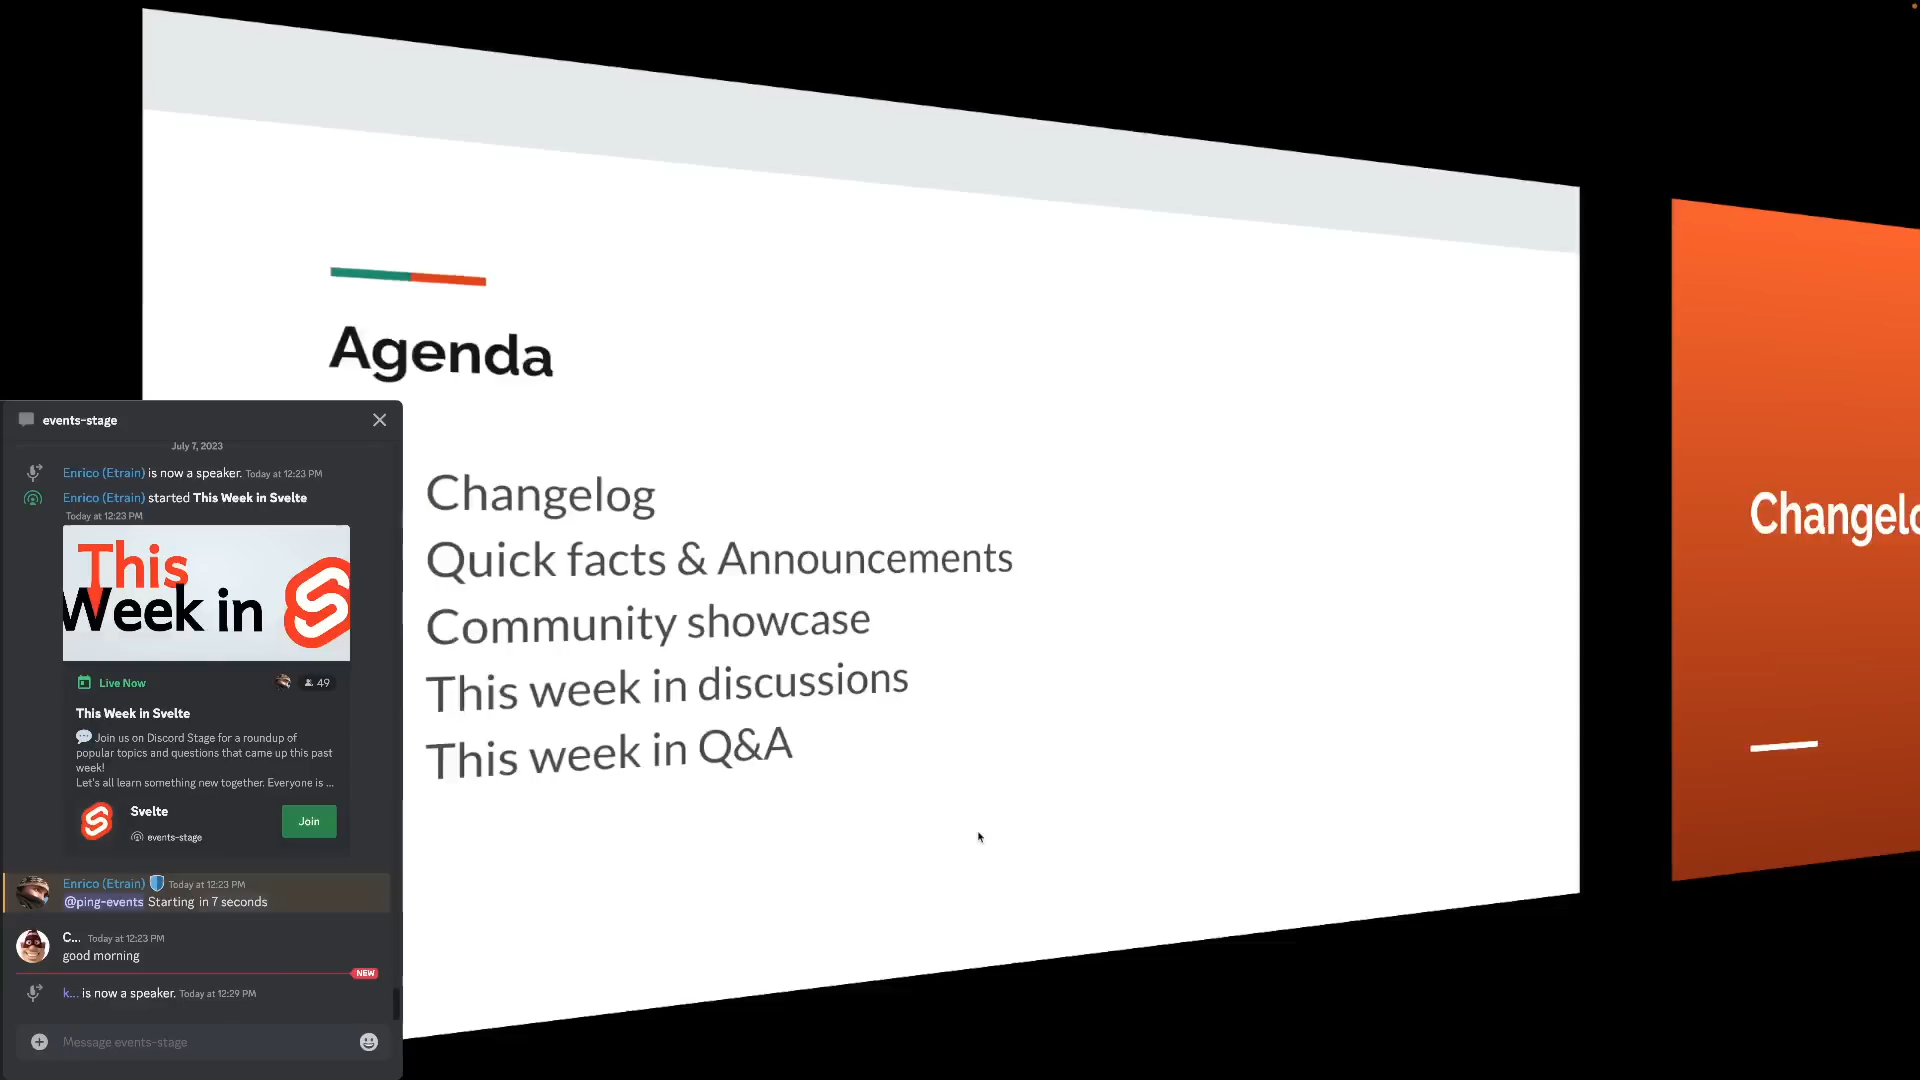 Agenda
Changelog
Quick facts & Announcements
Community showcase
This week in discussions
This week in Q&A
events-stage
July 7, 2023
Enrico (Etrain) is now a speaker. Today at 12:23 PM
Enrico (Etrain) started This Week in Svelte
Today at 12:23 PM
This
Week in
Live Now
49
This Week in Svelte
Join us on Discord Stage for a roundup of
popular topics and questions that came up this past
week!
Let's all learn something new together. Everyone is ...
Svelte
events-stage
Join
Enrico (Etrain) Today at 12:23 PM
@ping-events Starting in 7 seconds
C... Today at 12:23 PM
good morning
NEW
k... is now a speaker. Today at 12:29 PM
Message events-stage
Changelo